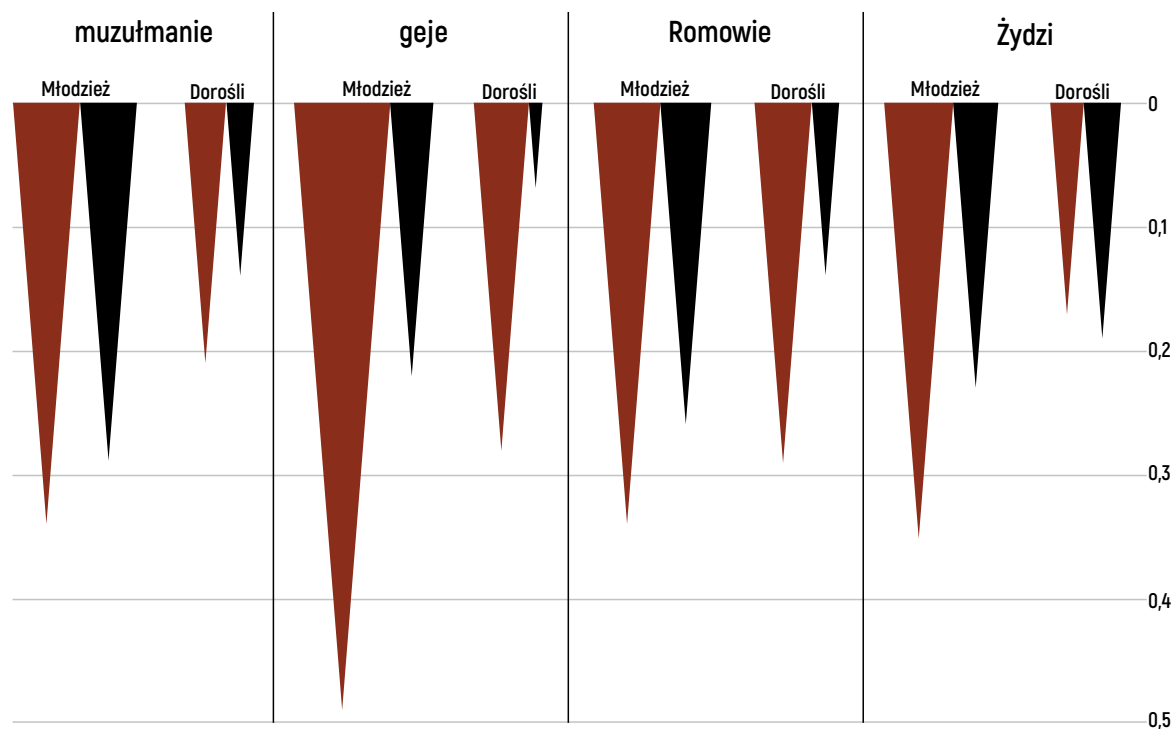 muzułmanie
geje
Romowie
Żydzi
Młodzież
Dorośli
Młodzież
Dorośli
Młodzież
Dorośli
Młodzież
Dorośli
0
0,1
0,2
0,3
0,4
0,5